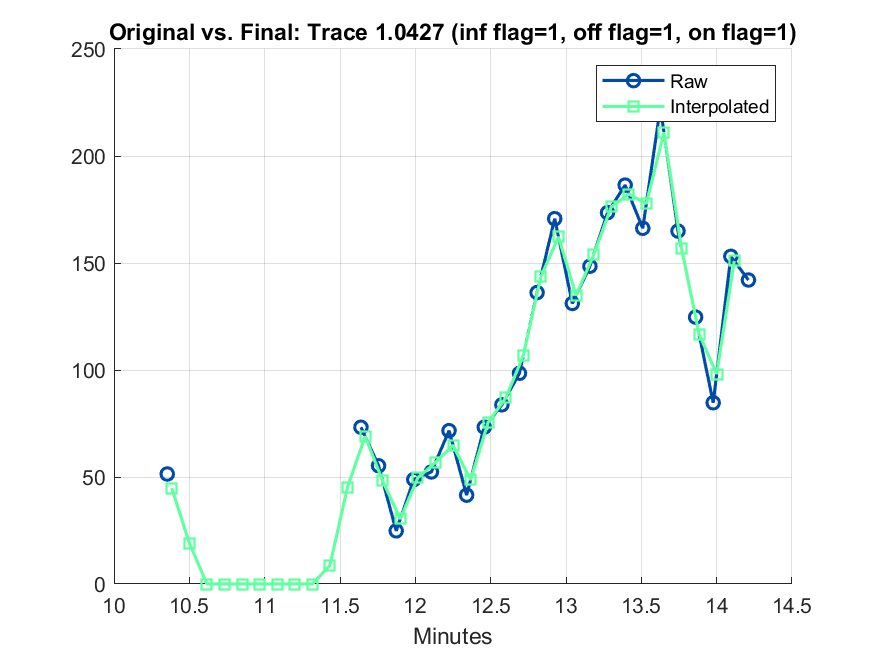 Original vs. Final: Trace 1.0427 (inf flag=1, off flag=1, on flag=1)
250
Raw
Interpolated
200
150
100
50
0
10 10.5 11 11.5 12 12.5 13 13.5 14 14.5
Minutes